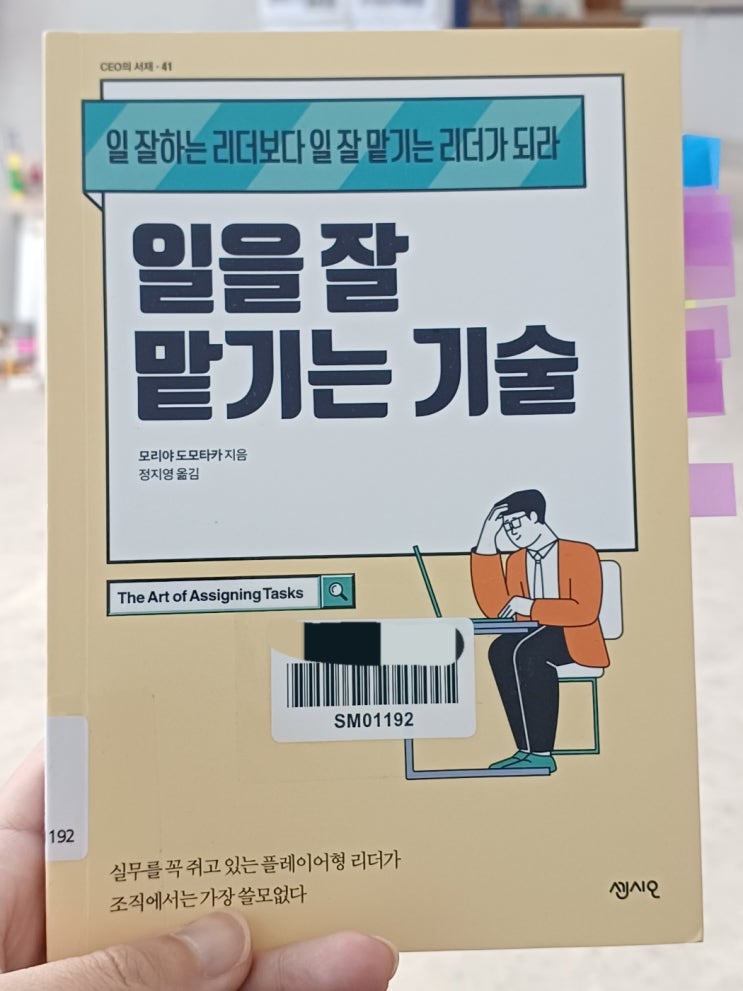 CEO의 서재 · 41
일 잘하는 리더보다 일 잘 맡기는 리더가 되라
일을 잘
맡기는 기술
모리야 도모타카 지음
정지영 옮김
The Art of Assigning Tasks
SM01192
192
실무를 꼭 쥐고 있는 플레이어형 리더가
조직에서는 가장 쓸모없다
센시오